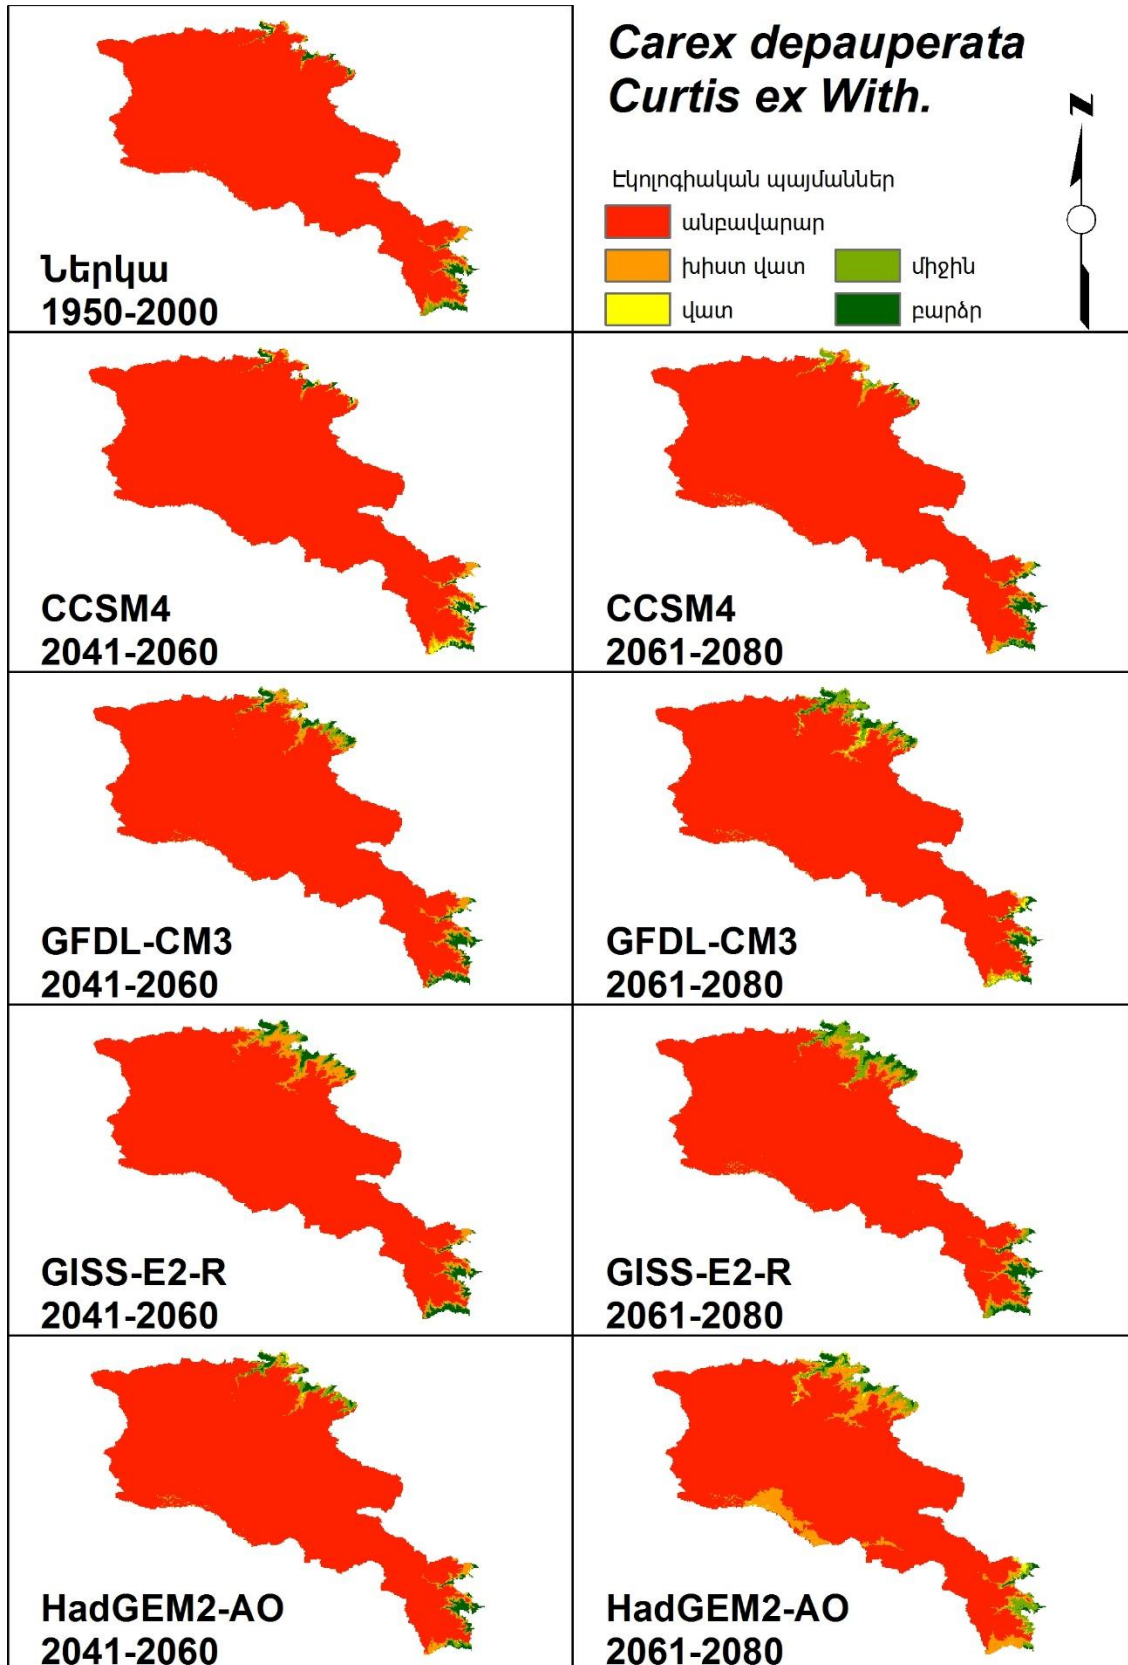 Carex depauperata
Curtis ex With.
N
Էկոլոգիական պայմաններ
անբավարար
խիստ վատ
միջին
վատ
բարձր
Ներկա
1950-2000
CCSM4
2041-2060
CCSM4
2061-2080
GFDL-CM3
2041-2060
GFDL-CM3
2061-2080
GISS-E2-R
2041-2060
GISS-E2-R
2061-2080
HadGEM2-AO
2041-2060
HadGEM2-AO
2061-2080